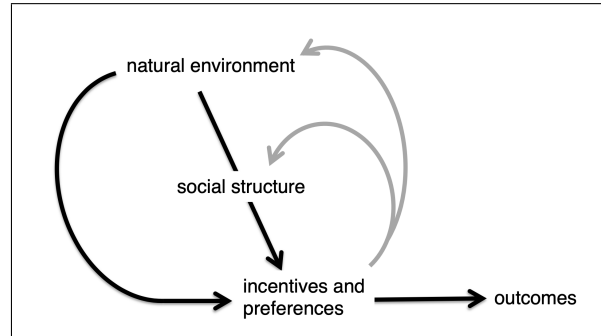 natural environment
social structure
incentives and
preferences
outcomes